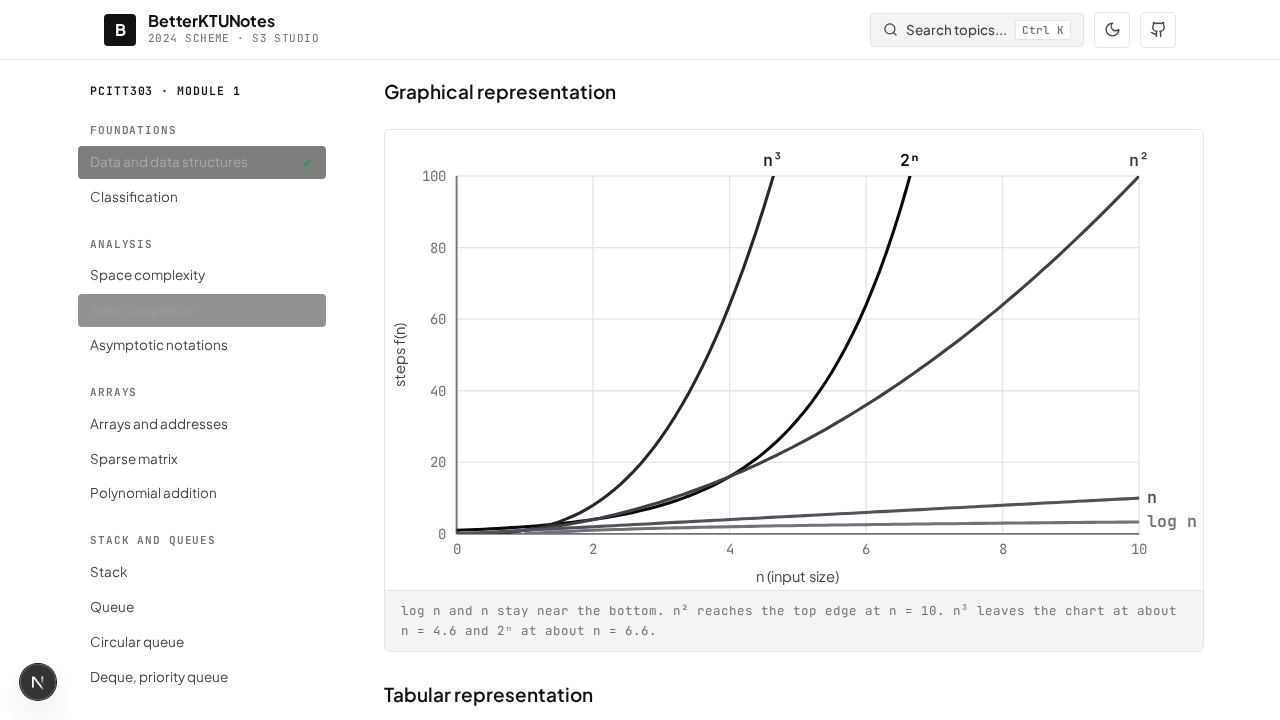 B
BetterKTUNotes
2024 SCHEME · S3 STUDIO
Search topics...
Ctrl K
PCITT303 · MODULE 1
FOUNDATIONS
Data and data structures ✔
Classification
ANALYSIS
Space complexity
Time complexity
Asymptotic notations
ARRAYS
Arrays and addresses
Sparse matrix
Polynomial addition
STACK AND QUEUES
Stack
Queue
Circular queue
Deque, priority queue
N
Graphical representation
n³ 2ⁿ n²
100
80
60
40
20
0
steps f(n)
n
log n
0 2 4 6 8 10
n (input size)
log n and n stay near the bottom. n² reaches the top edge at n = 10. n³ leaves the chart at about
n = 4.6 and 2ⁿ at about n = 6.6.
Tabular representation